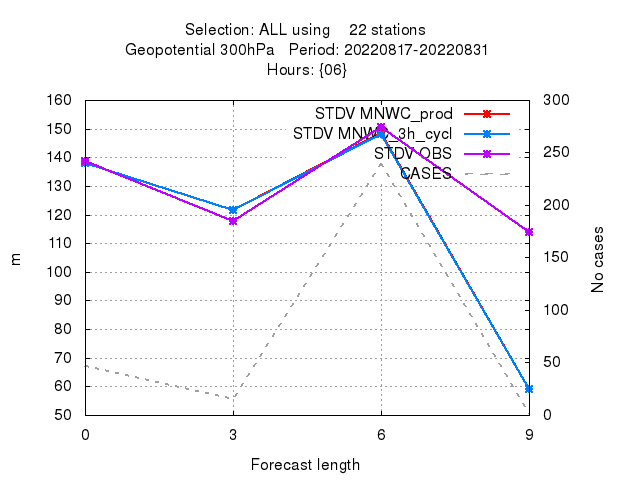 Selection: ALL using    22 stations
Geopotential 300hPa   Period: 20220817-20220831
Hours: {06}
STDV MNWC_prod
STDV MNWC_3h_cycl
STDV OBS
CASES
160
150
140
130
120
110
100
90
80
70
60
50
300
250
200
150
100
50
0
m
No cases
0
3
6
9
Forecast length